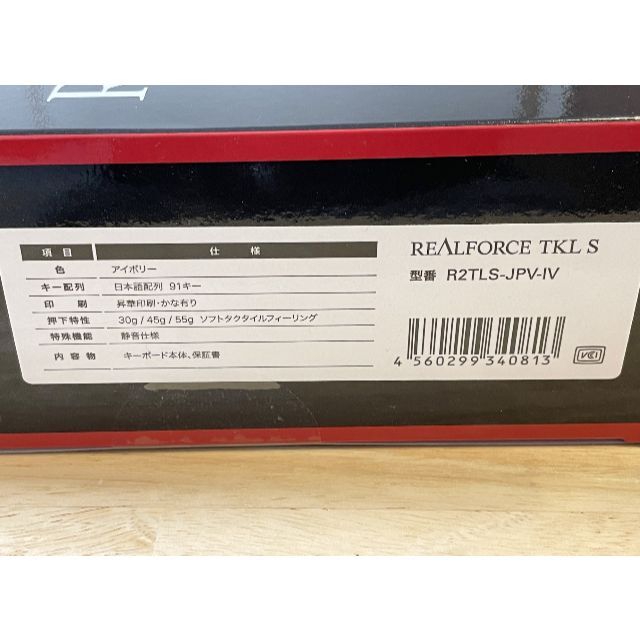 R
項目 仕様
色 アイボリー
キー配列 日本語配列 91キー
印刷 昇華印刷・かな有り
押下特性 30g / 45g / 55g ソフトタクタイルフィーリング
特殊機能 静音仕様
内容物 キーボード本体、保証書
REALFORCE TKL S
型番 R2TLS-JPV-IV
4 560299 340813
VCI